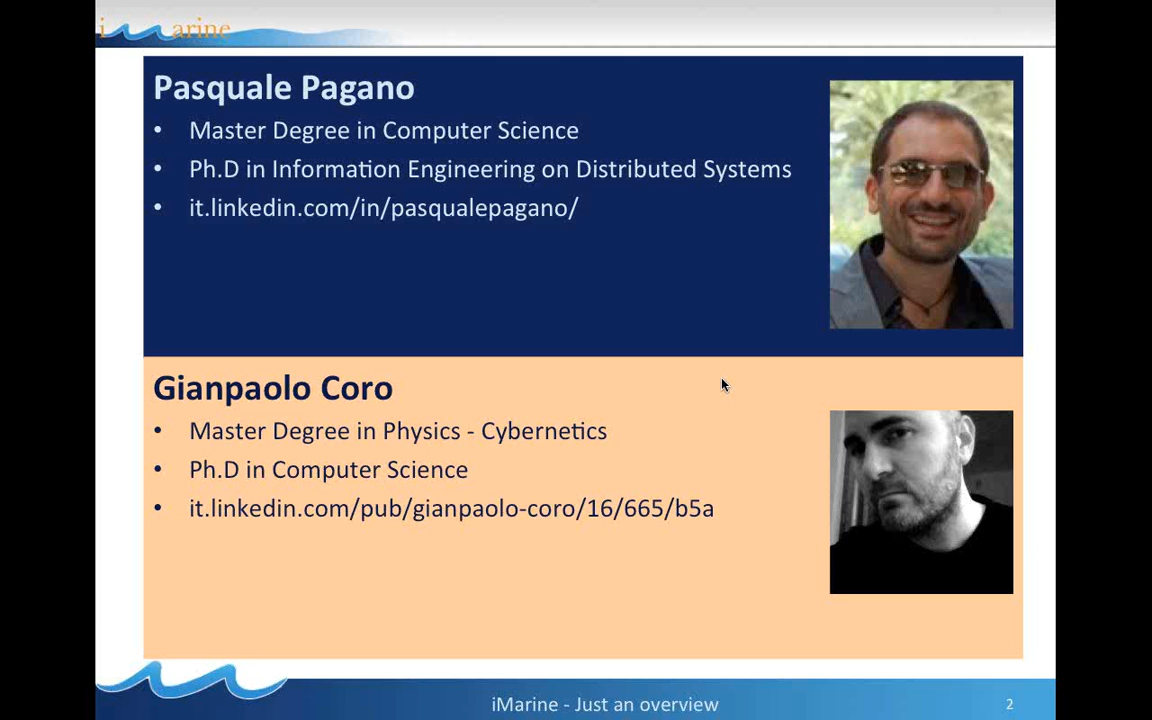 i marine
Pasquale Pagano
• Master Degree in Computer Science
• Ph.D in Information Engineering on Distributed Systems
• it.linkedin.com/in/pasqualepagano/
Gianpaolo Coro
• Master Degree in Physics - Cybernetics
• Ph.D in Computer Science
• it.linkedin.com/pub/gianpaolo-coro/16/665/b5a
iMarine - Just an overview
2